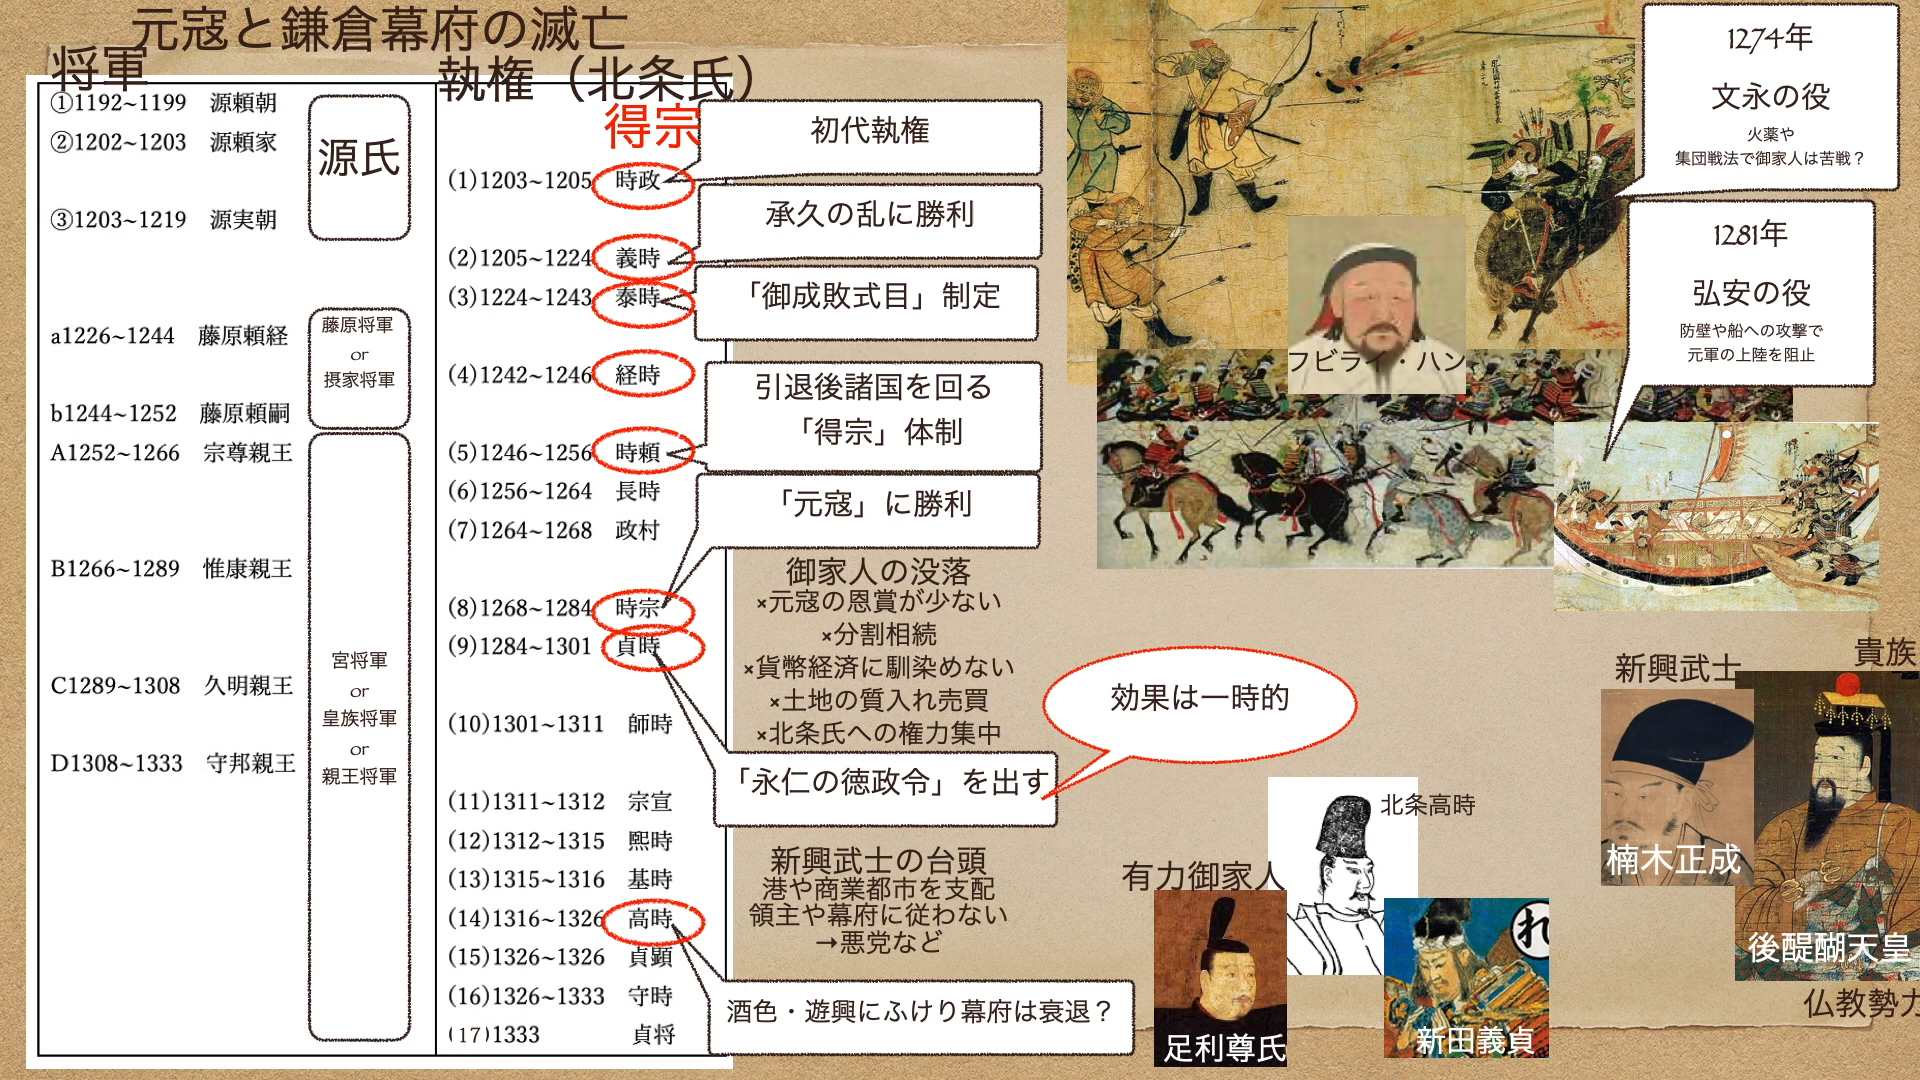 元寇と鎌倉幕府の滅亡
将軍
執権（北条氏）
得宗
①1192~1199 源頼朝
②1202~1203 源頼家
③1203~1219 源実朝
源氏
a1226~1244 藤原頼経
b1244~1252 藤原頼嗣
藤原将軍
or
摂家将軍
A1252~1266 宗尊親王
B1266~1289 惟康親王
C1289~1308 久明親王
D1308~1333 守邦親王
宮将軍
or
皇族将軍
or
親王将軍
(1)1203~1205 時政
(2)1205~1224 義時
(3)1224~1243 泰時
(4)1242~1246 経時
(5)1246~1256 時頼
(6)1256~1264 長時
(7)1264~1268 政村
(8)1268~1284 時宗
(9)1284~1301 貞時
(10)1301~1311 師時
(11)1311~1312 宗宣
(12)1312~1315 煕時
(13)1315~1316 基時
(14)1316~1326 高時
(15)1326~1326 貞顕
(16)1326~1333 守時
(17)1333 貞将
初代執権
承久の乱に勝利
「御成敗式目」制定
引退後諸国を回る
「得宗」体制
「元寇」に勝利
御家人の没落
×元寇の恩賞が少ない
×分割相続
×貨幣経済に馴染めない
×土地の質入れ売買
×北条氏への権力集中
「永仁の徳政令」を出す
効果は一時的
新興武士の台頭
港や商業都市を支配
領主や幕府に従わない
→悪党など
酒色・遊興にふけり幕府は衰退？
1274年
文永の役
火薬や
集団戦法で御家人は苦戦？
1281年
弘安の役
防壁や船への攻撃で
元軍の上陸を阻止
フビライ・ハン
北条高時
有力御家人
足利尊氏
新田義貞
れ
新興武士
楠木正成
貴族
後醍醐天皇
仏教勢力